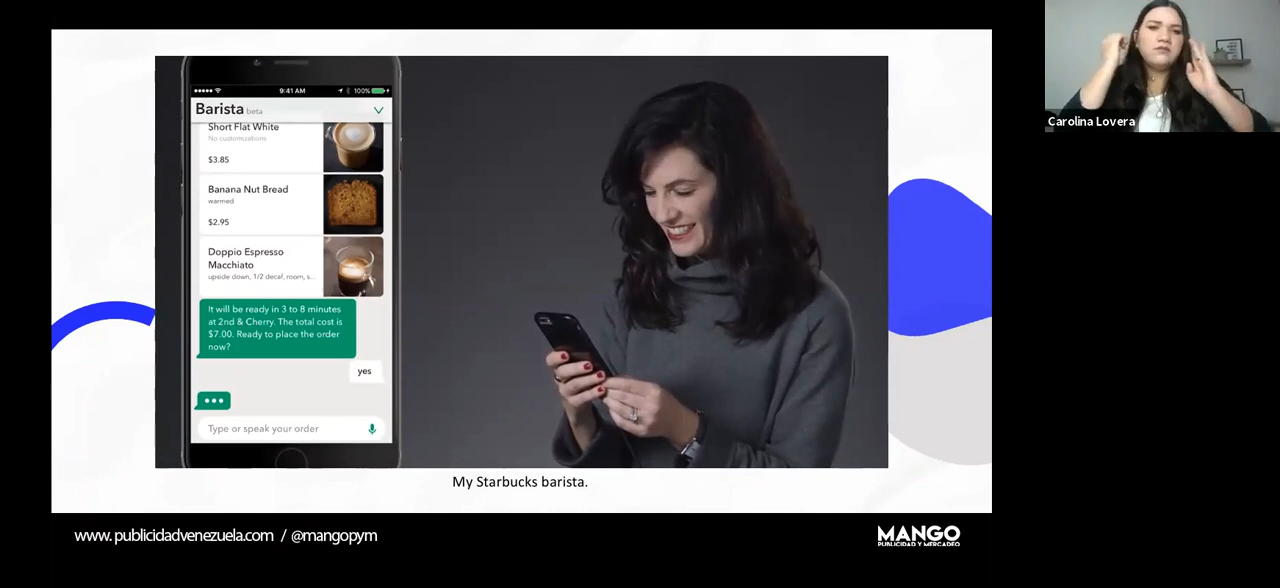 9:41 AM
100%
Barista beta
Short Flat White
No customizations
$3.85
Banana Nut Bread
warmed
$2.95
Doppio Espresso
Macchiato
upside down, 1/2 decaf, room, s...
It will be ready in 3 to 8 minutes
at 2nd & Cherry. The total cost is
$7.00. Ready to place the order
now?
yes
Type or speak your order
My Starbucks barista.
www.publicidadvenezuela.com / @mangopym
MANGO
PUBLICIDAD Y MERCADEO
Carolina Lovera